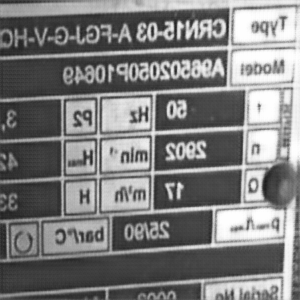 Type CRN15-03 A-FGJ-G-V-HQ
Model A96502050P10649
f 50 Hz P2 3,
n 2902 min⁻¹ Hmax 42
Q 17 m³/h H 33
25/90 bar/°C
Serial No.